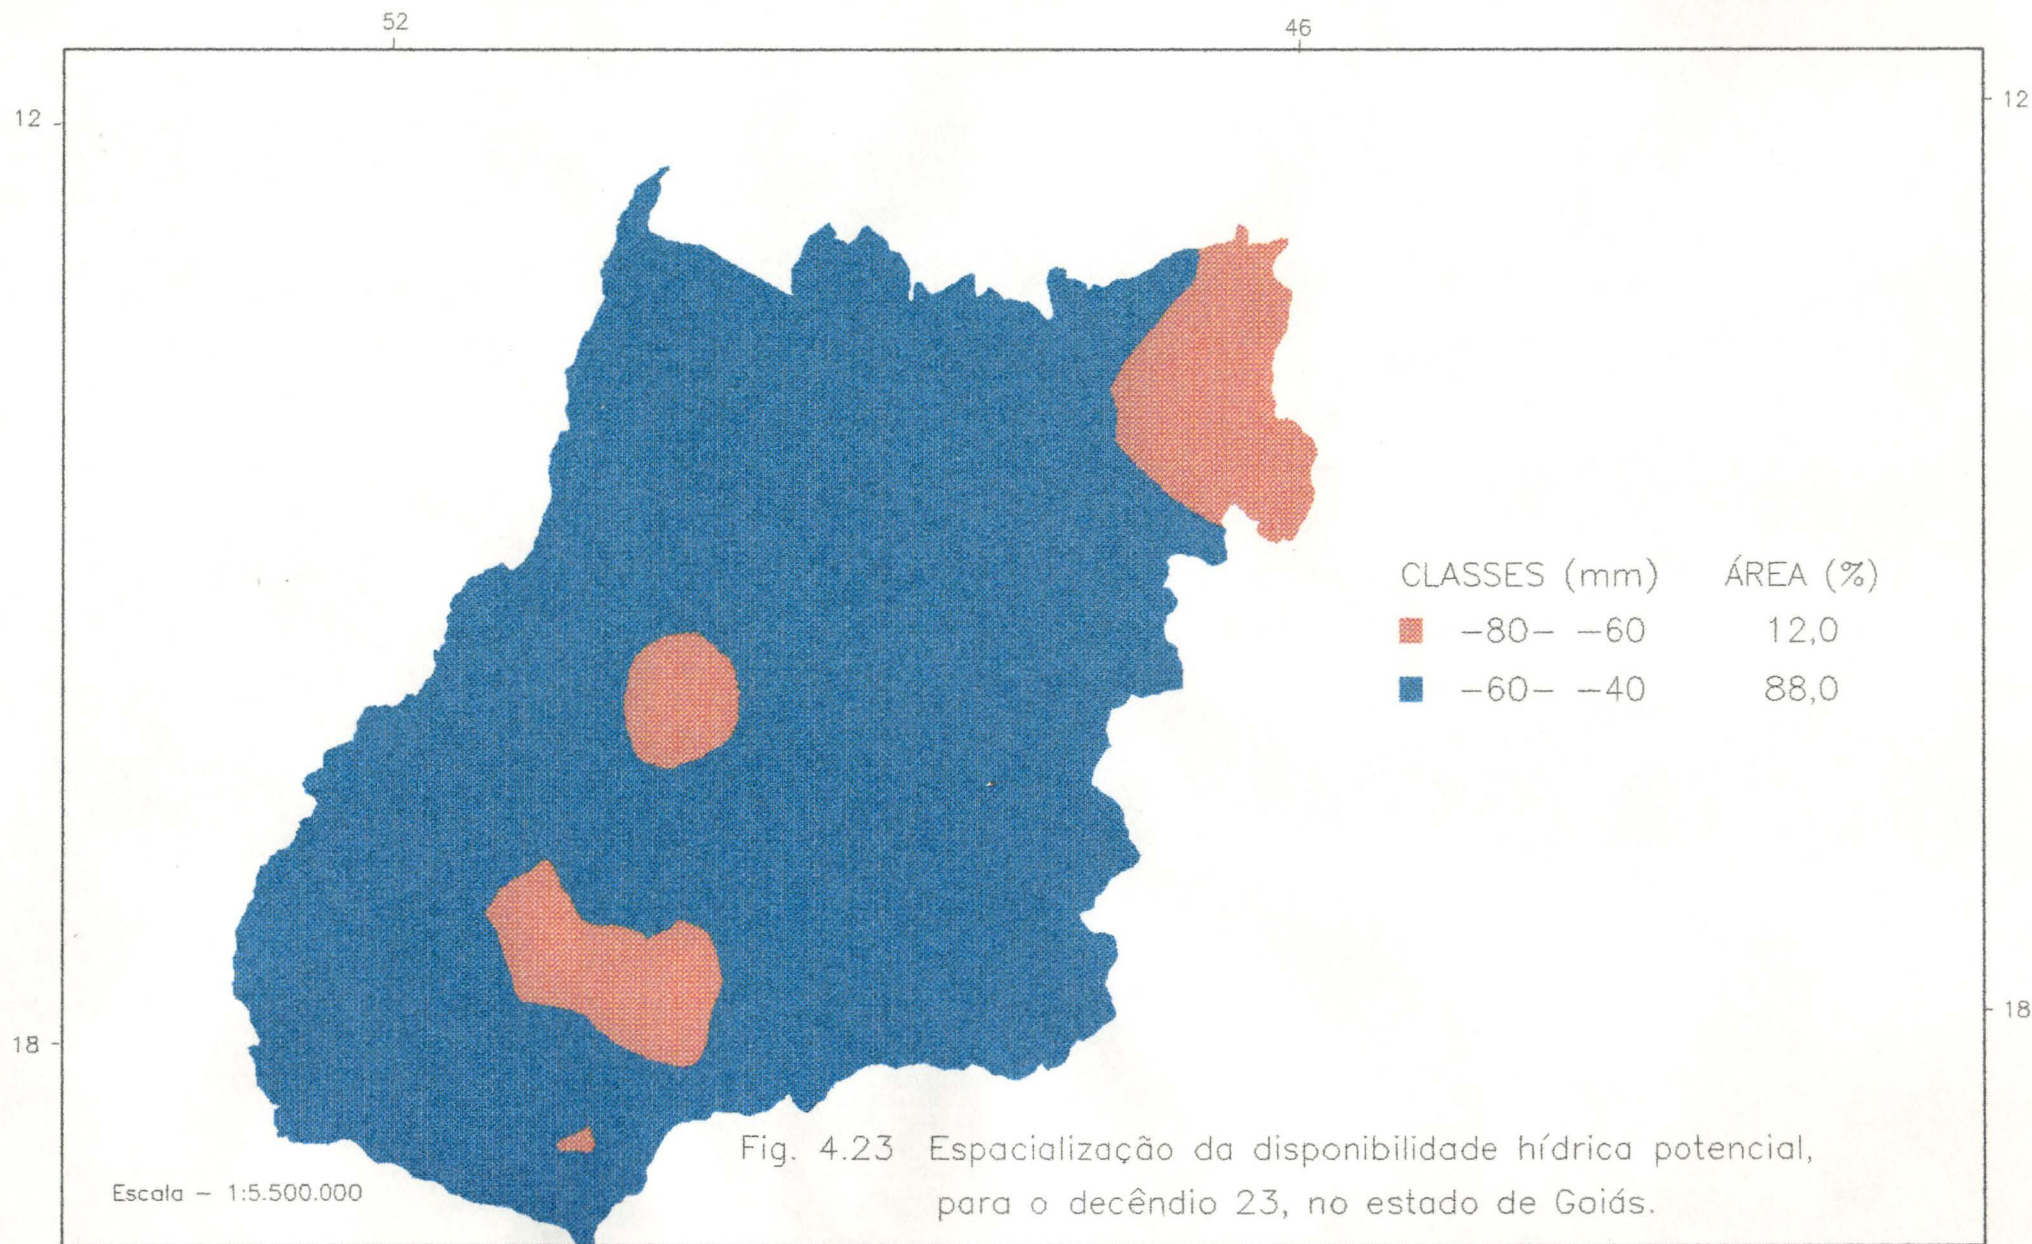 52 46
12 12
CLASSES (mm) ÁREA (%)
-80- -60 12,0
-60- -40 88,0
18 18
Fig. 4.23 Espacialização da disponibilidade hídrica potencial,
para o decêndio 23, no estado de Goiás.
Escala - 1:5.500.000